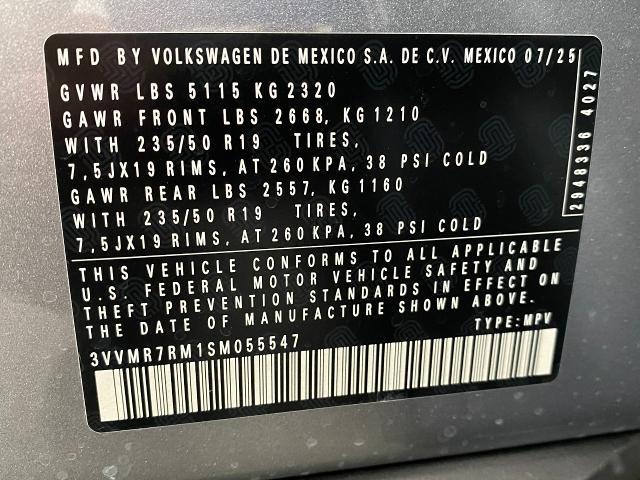 MFD BY VOLKSWAGEN DE MEXICO S.A. DE C.V. MEXICO 07/25
GVWR LBS 5115 KG 2320
GAWR FRONT LBS 2668, KG 1210
WITH 235/50 R19 TIRES,
7,5JX19 RIMS, AT 260 KPA, 38 PSI COLD
GAWR REAR LBS 2557, KG 1160
WITH 235/50 R19 TIRES,
7,5JX19 RIMS, AT 260 KPA, 38 PSI COLD
2948336 4027
THIS VEHICLE CONFORMS TO ALL APPLICABLE
U.S. FEDERAL MOTOR VEHICLE SAFETY AND
THEFT PREVENTION STANDARDS IN EFFECT ON
THE DATE OF MANUFACTURE SHOWN ABOVE.
3VVMR7RM1SM055547 TYPE: MPV